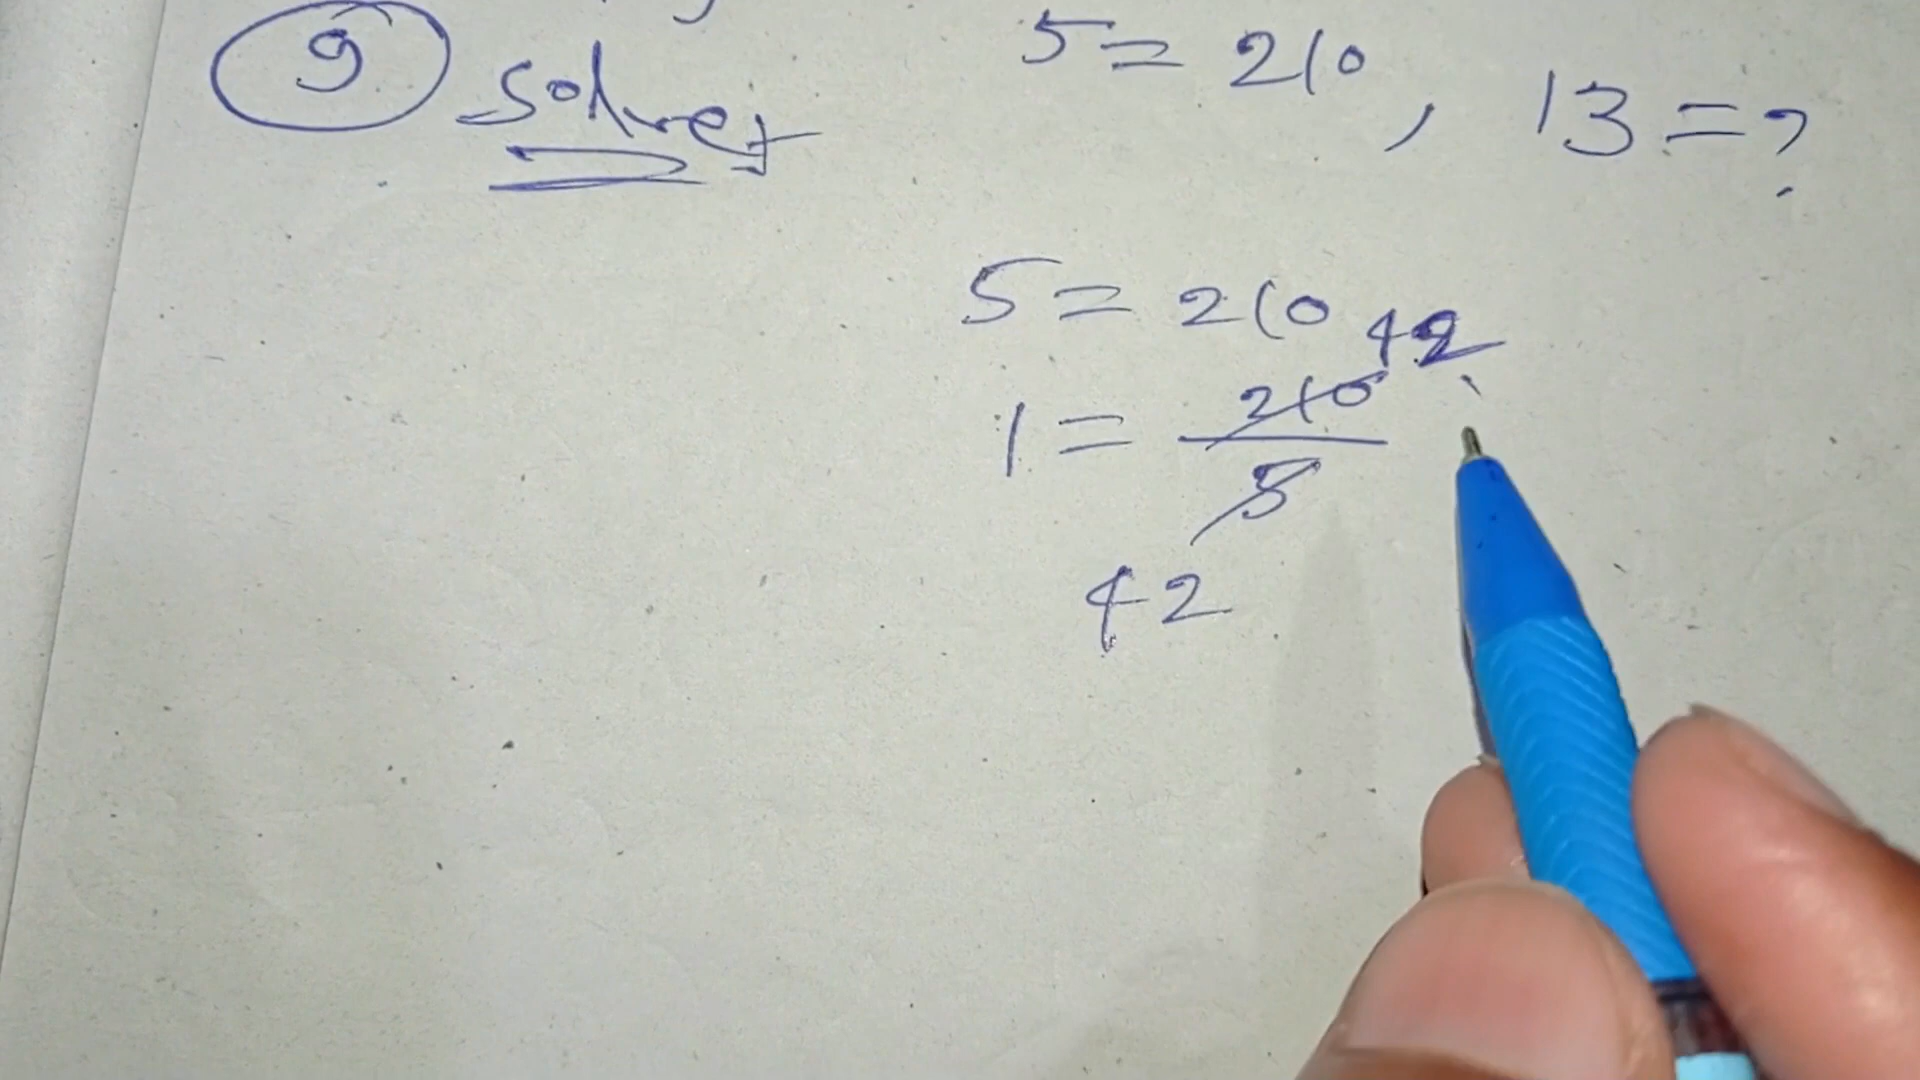 9 Solve
5 = 210, 13 = ?
5 = 210
42
1 = 210/5
42